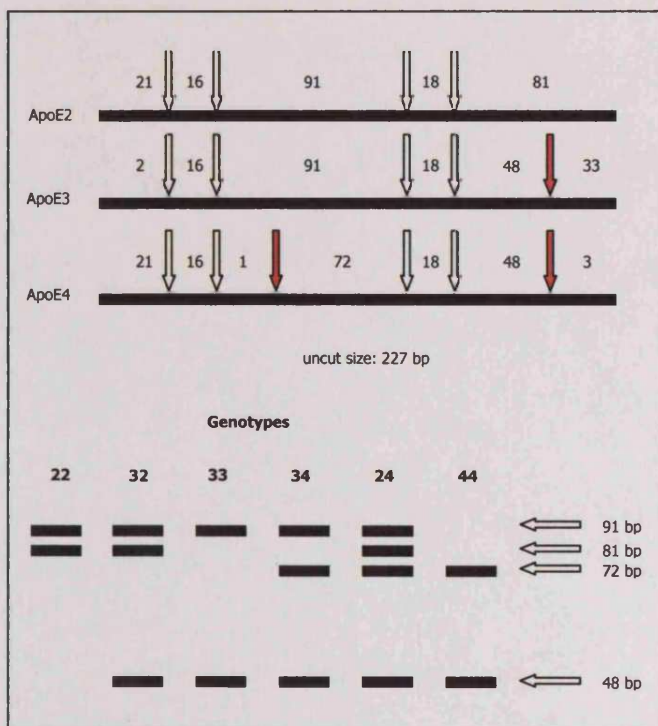 21 16 91 18 81
ApoE2
2 16 91 18 48 33
ApoE3
21 16 1 72 18 48 3
ApoE4
uncut size: 227 bp
Genotypes
22 32 33 34 24 44
91 bp
81 bp
72 bp
48 bp